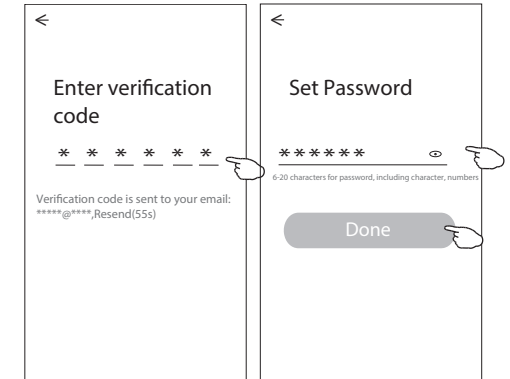 Enter verification
code
* * * * * *
Verification code is sent to your email:
*****@****,Resend(55s)
Set Password
******
6-20 characters for password, including character, numbers
Done